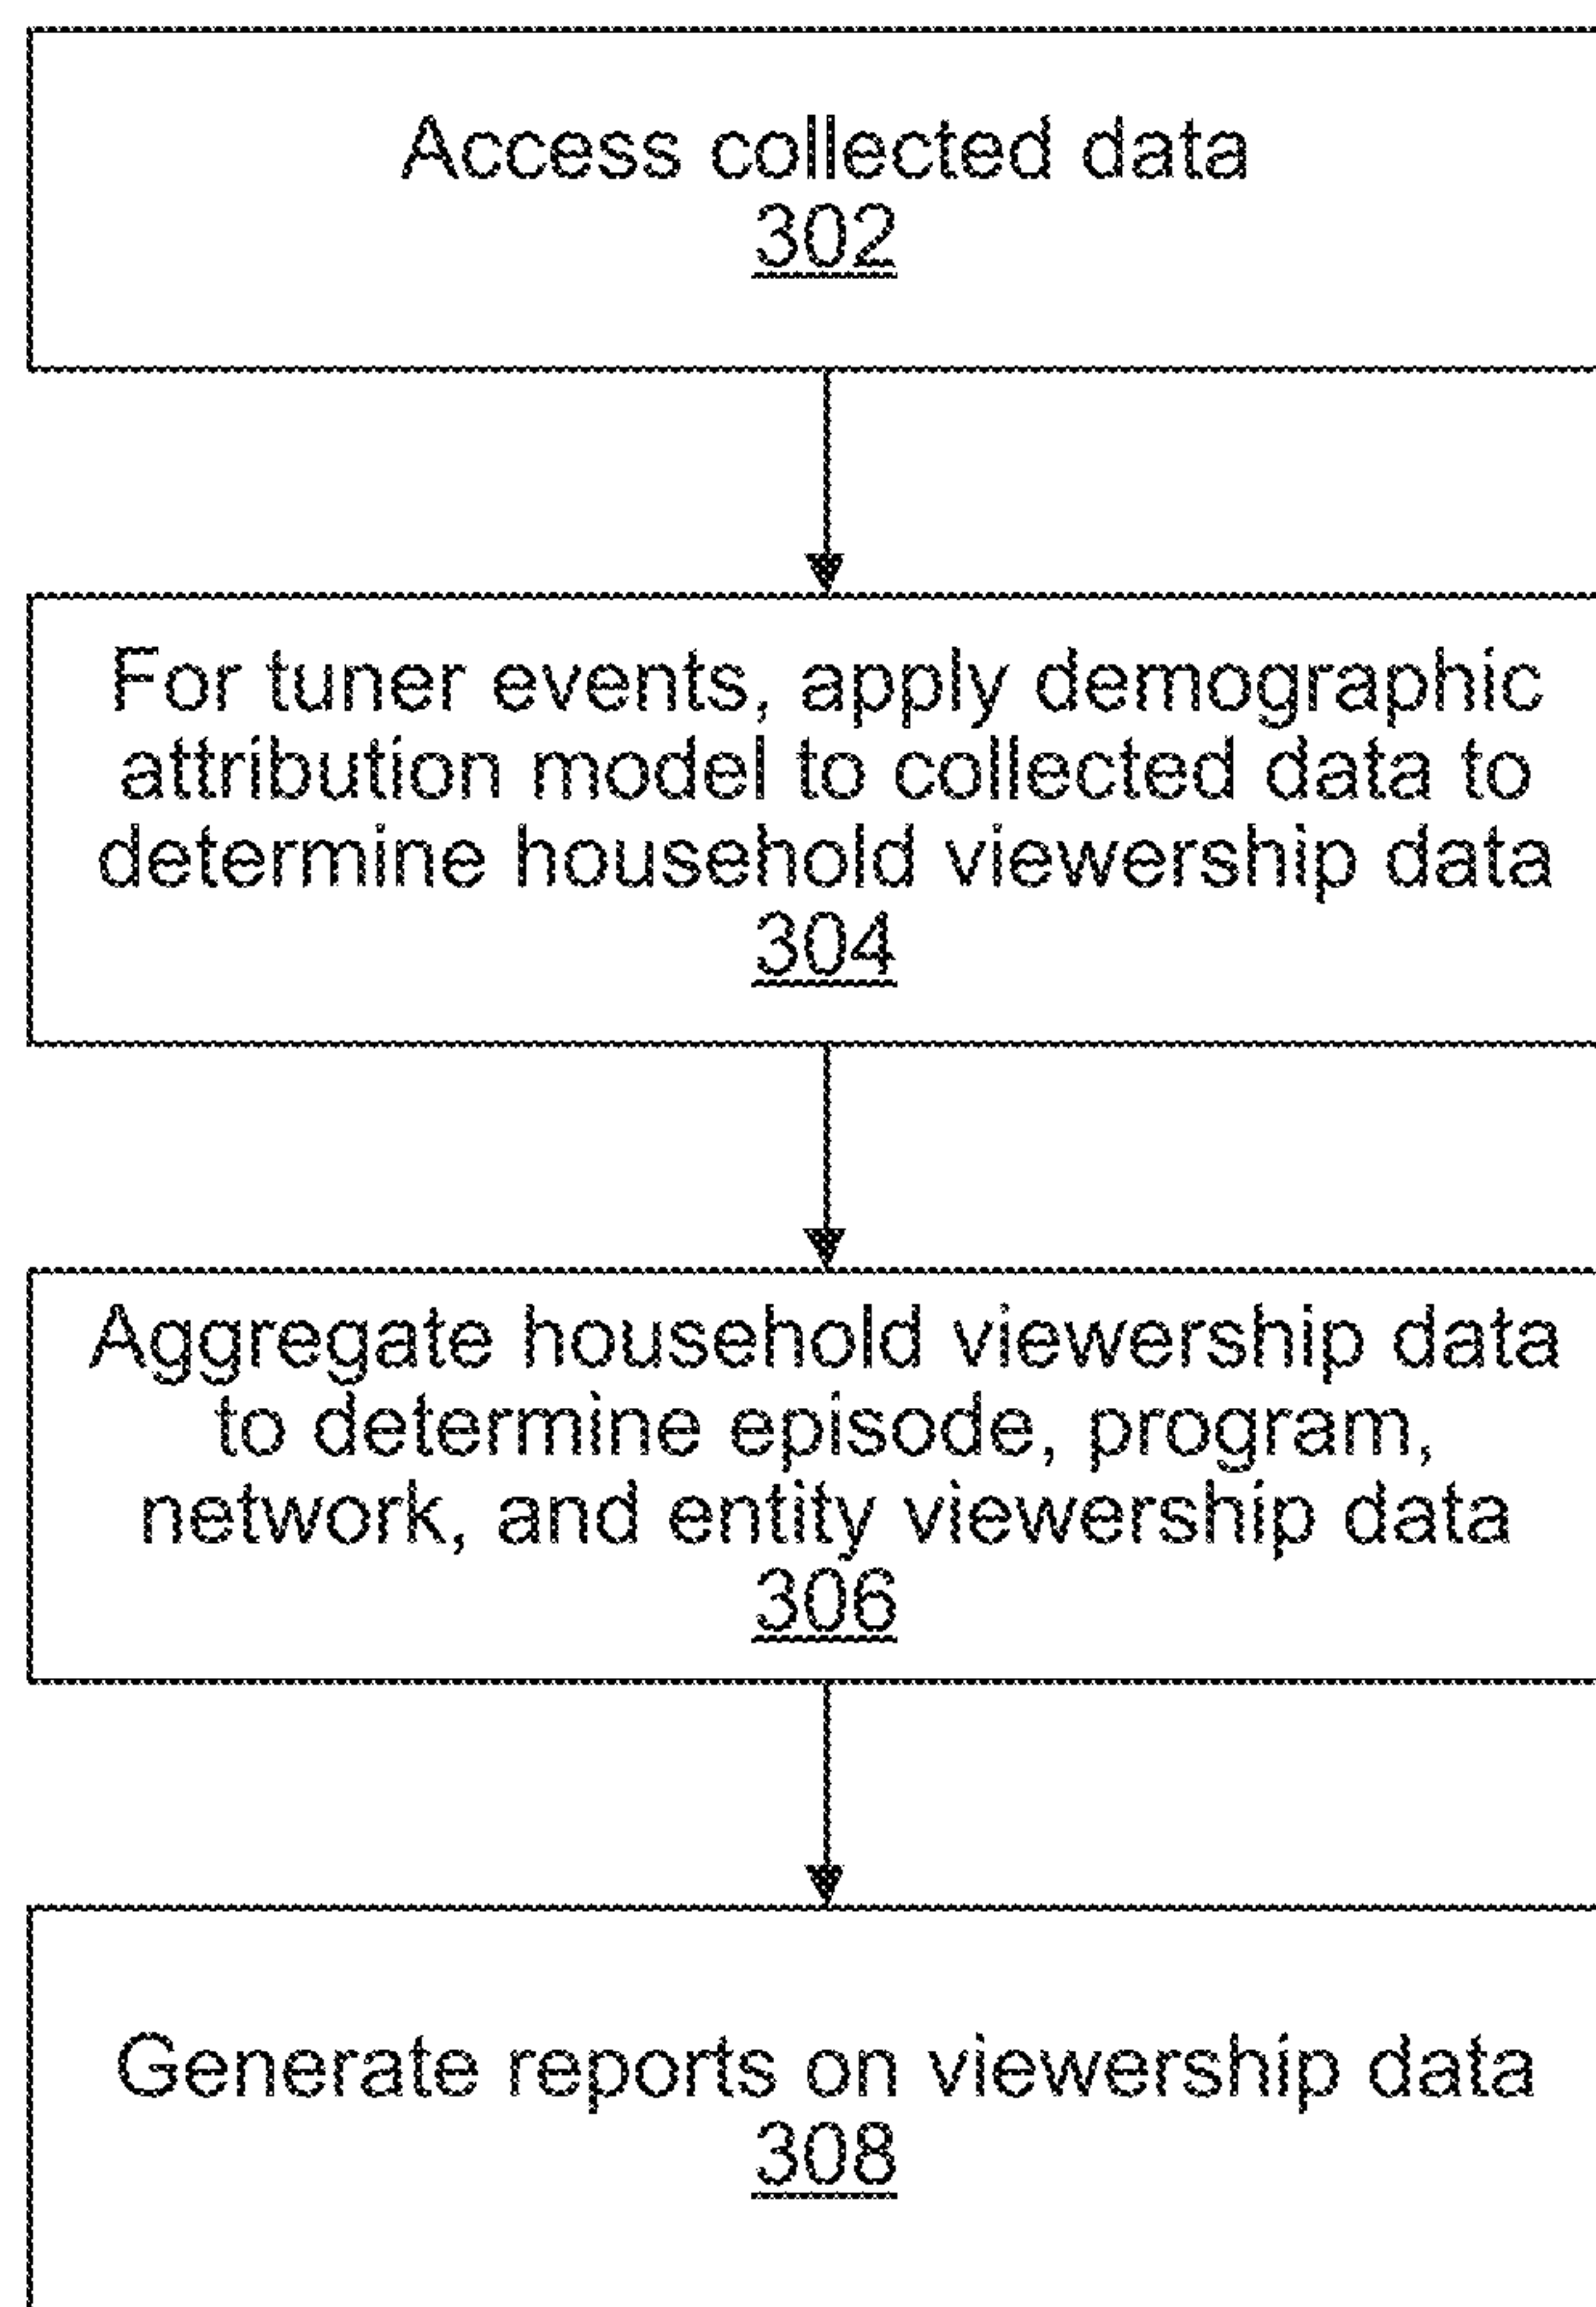 Access collected data
302
For tuner events, apply demographic
attribution model to collected data to
determine household viewership data
304
Aggregate household viewership data
to determine episode, program,
network, and entity viewership data
306
Generate reports on viewership data
308